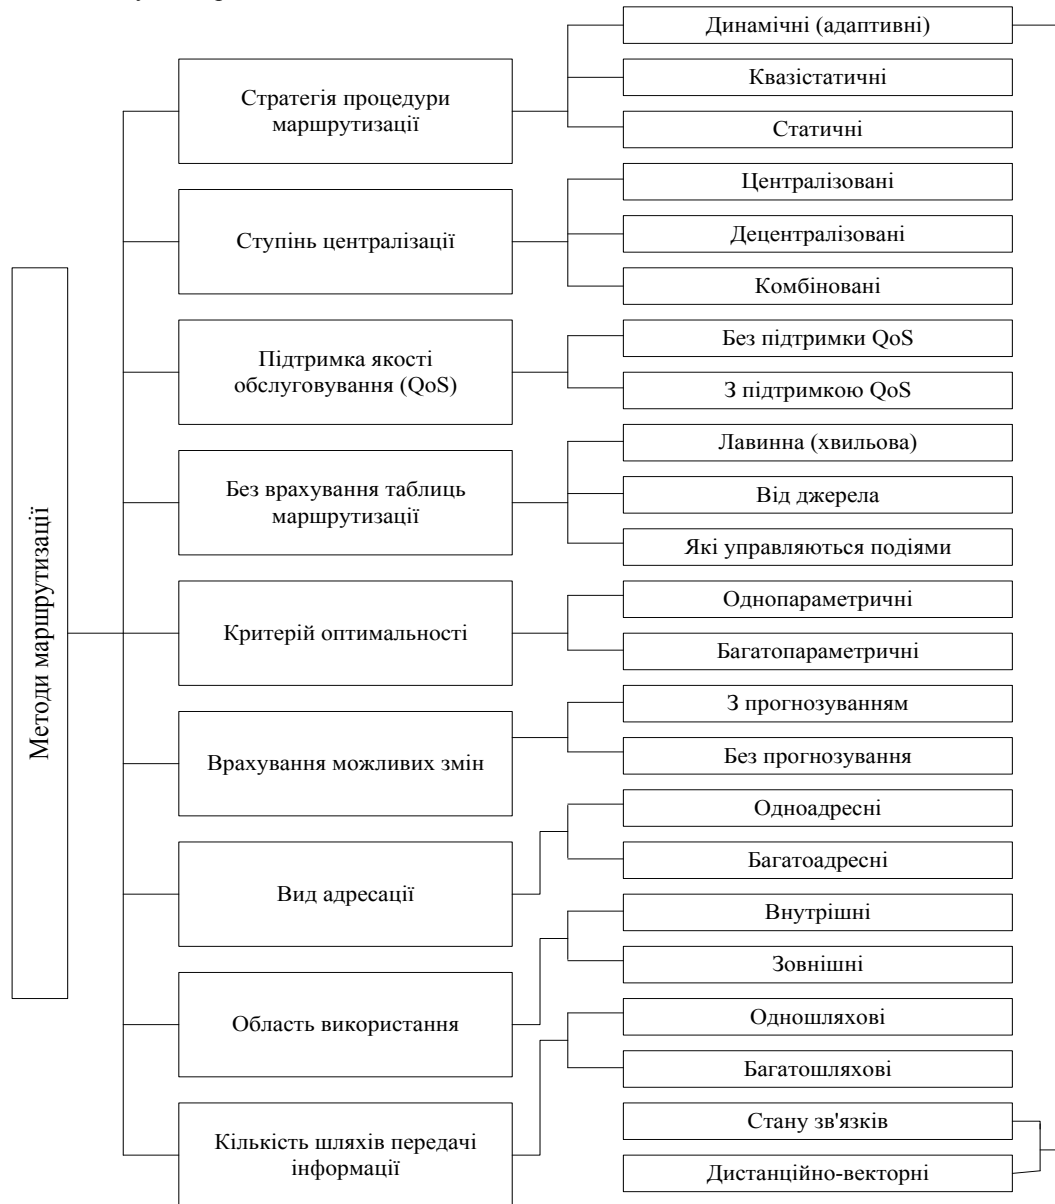 Методи маршрутизації
Стратегія процедури
маршрутизації
Динамічні (адаптивні)
Квазістатичні
Статичні
Ступінь централізації
Централізовані
Децентралізовані
Комбіновані
Підтримка якості
обслуговування (QoS)
Без підтримки QoS
З підтримкою QoS
Без врахування таблиць
маршрутизації
Лавинна (хвильова)
Від джерела
Які управляються подіями
Критерій оптимальності
Однопараметричні
Багатопараметричні
Врахування можливих змін
З прогнозуванням
Без прогнозування
Вид адресації
Одноадресні
Багатоадресні
Область використання
Внутрішні
Зовнішні
Кількість шляхів передачі
інформації
Одношляхові
Багатошляхові
Стану зв'язків
Дистанційно-векторні